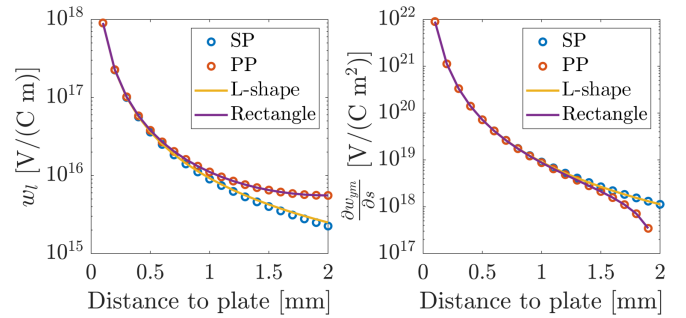 10^18
10^17
10^16
10^15
w_l [V/(C m)]
SP
PP
L-shape
Rectangle
0 0.5 1 1.5 2
Distance to plate [mm]
10^22
10^21
10^20
10^19
10^18
10^17
∂w_ym/∂s [V/(C m^2)]
SP
PP
L-shape
Rectangle
0 0.5 1 1.5 2
Distance to plate [mm]